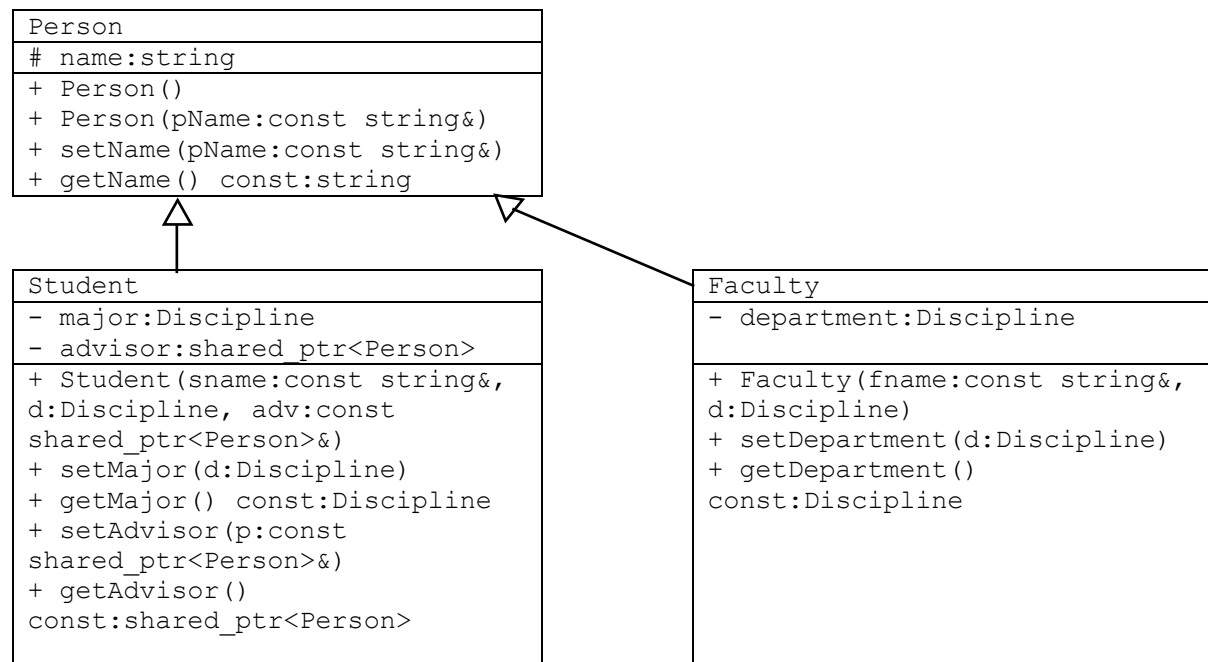 Person
# name:string
+ Person()
+ Person(pName:const string&)
+ setName(pName:const string&)
+ getName() const:string
Student
- major:Discipline
- advisor:shared_ptr<Person>
+ Student(sname:const string&,
d:Discipline, adv:const
shared_ptr<Person>&)
+ setMajor(d:Discipline)
+ getMajor() const:Discipline
+ setAdvisor(p:const
shared_ptr<Person>&)
+ getAdvisor()
const:shared_ptr<Person>
Faculty
- department:Discipline
+ Faculty(fname:const string&,
d:Discipline)
+ setDepartment(d:Discipline)
+ getDepartment()
const:Discipline